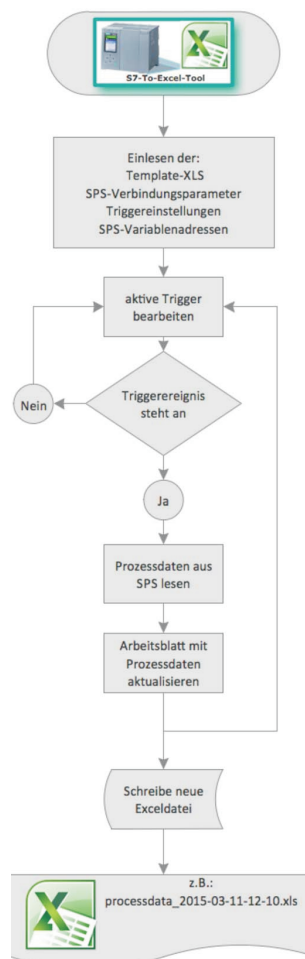 S7-To-Excel-Tool
Einlesen der:
Template-XLS
SPS-Verbindungsparameter
Triggereinstellungen
SPS-Variablenadressen
aktive Trigger
bearbeiten
Triggerereignis
steht an
Nein
Ja
Prozessdaten aus
SPS lesen
Arbeitsblatt mit
Prozessdaten
aktualisieren
Schreibe neue
Exceldatei
z.B.:
processdata_2015-03-11-12-10.xls